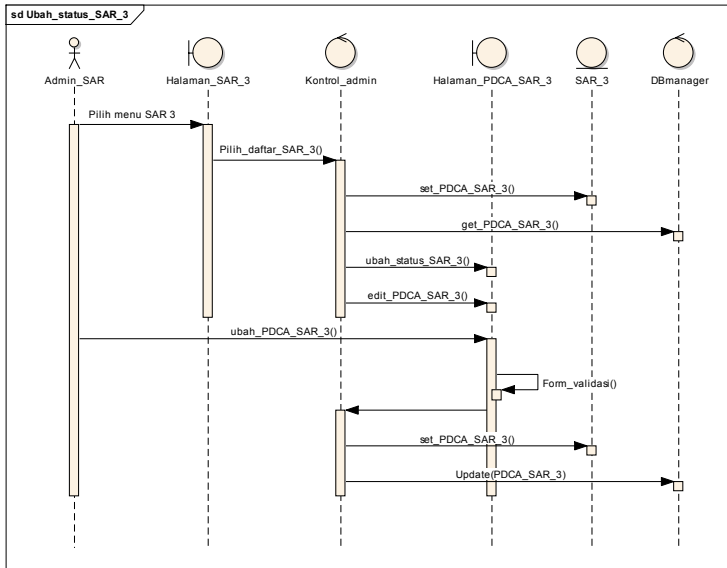 sd Ubah_status_SAR_3
Admin_SAR
Halaman_SAR_3
Kontrol_admin
Halaman_PDCA_SAR_3
SAR_3
DBmanager
Pilih menu SAR 3
Pilih_daftar_SAR_3()
set_PDCA_SAR_3()
get_PDCA_SAR_3()
ubah_status_SAR_3()
edit_PDCA_SAR_3()
ubah_PDCA_SAR_3()
Form_validasi()
set_PDCA_SAR_3()
Update(PDCA_SAR_3)